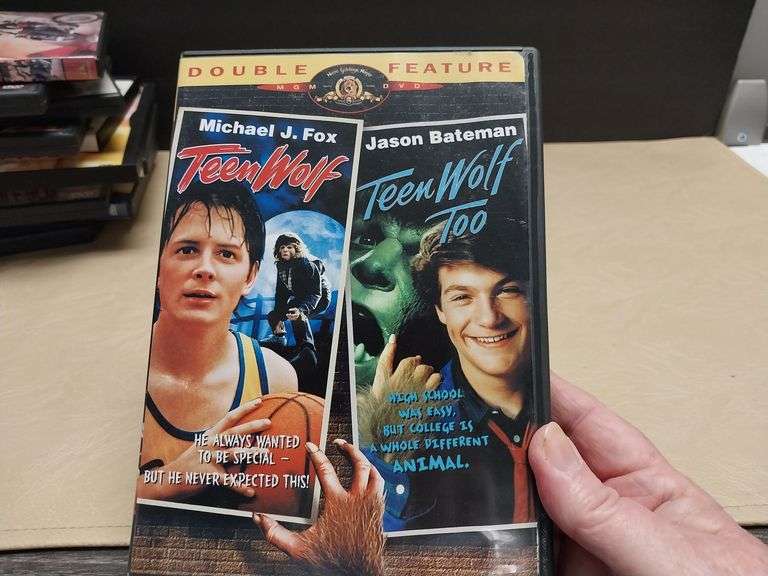 DOUBLE FEATURE
MGM DVD
Michael J. Fox
Teen Wolf
HE ALWAYS WANTED
TO BE SPECIAL –
BUT HE NEVER EXPECTED THIS!
Jason Bateman
Teen Wolf
Too
HIGH SCHOOL
WAS EASY,
BUT COLLEGE IS
A WHOLE DIFFERENT
ANIMAL.